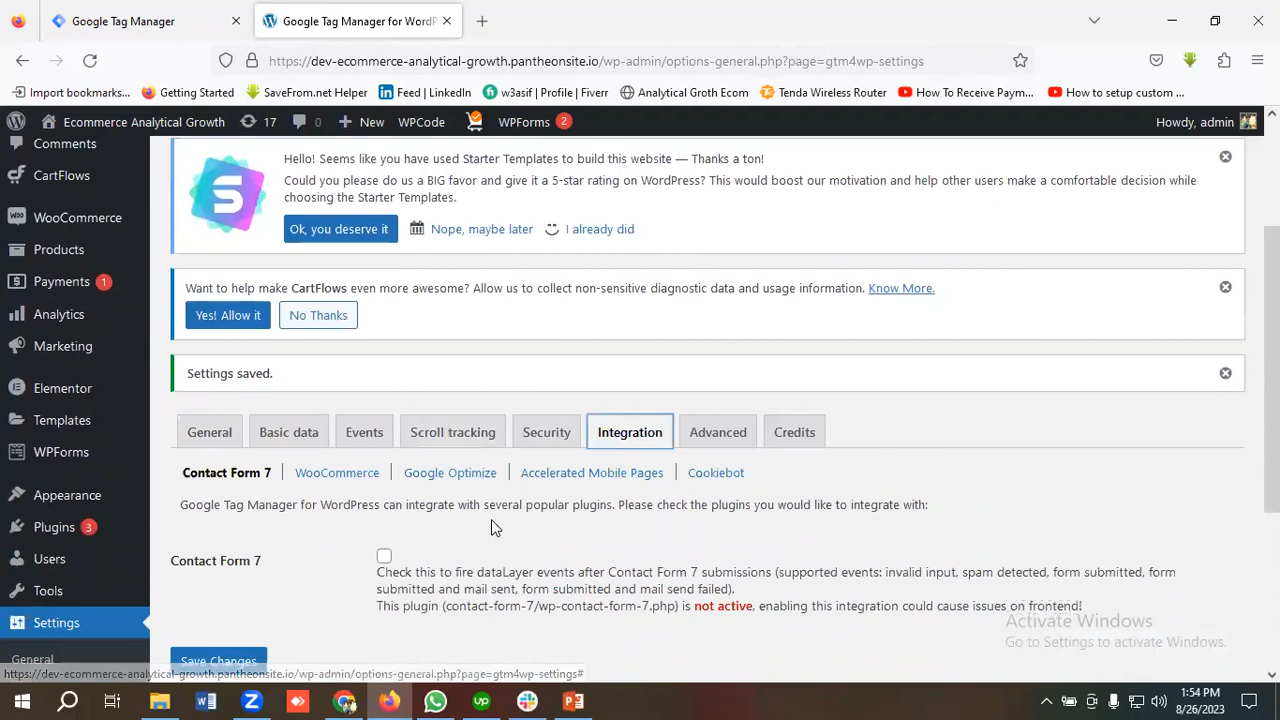 Google Tag Manager
Google Tag Manager for WordP
https://dev-ecommerce-analytical-growth.pantheonsite.io/wp-admin/options-general.php?page=gtm4wp-settings
Import bookmarks...
Getting Started
SaveFrom.net Helper
Feed | LinkedIn
w3asif | Profile | Fiverr
Analytical Groth Ecom
Tenda Wireless Router
How To Receive Paym...
How to setup custom ...
Ecommerce Analytical Growth
17
0
New
WPCode
WPForms 2
Howdy, admin
Comments
CartFlows
WooCommerce
Products
Payments 1
Analytics
Marketing
Elementor
Templates
WPForms
Appearance
Plugins 3
Users
Tools
Settings
General
Hello! Seems like you have used Starter Templates to build this website — Thanks a ton!
Could you please do us a BIG favor and give it a 5-star rating on WordPress? This would boost our motivation and help other users make a comfortable decision while
choosing the Starter Templates.
Ok, you deserve it
Nope, maybe later
I already did
Want to help make CartFlows even more awesome? Allow us to collect non-sensitive diagnostic data and usage information. Know More.
Yes! Allow it
No Thanks
Settings saved.
General
Basic data
Events
Scroll tracking
Security
Integration
Advanced
Credits
Contact Form 7
WooCommerce
Google Optimize
Accelerated Mobile Pages
Cookiebot
Google Tag Manager for WordPress can integrate with several popular plugins. Please check the plugins you would like to integrate with:
Contact Form 7
Check this to fire dataLayer events after Contact Form 7 submissions (supported events: invalid input, spam detected, form submitted, form
submitted and mail sent, form submitted and mail send failed).
This plugin (contact-form-7/wp-contact-form-7.php) is not active, enabling this integration could cause issues on frontend!
Save Changes
Activate Windows
Go to Settings to activate Windows.
https://dev-ecommerce-analytical-growth.pantheonsite.io/wp-admin/options-general.php?page=gtm4wp-settings#
1:54 PM
8/26/2023